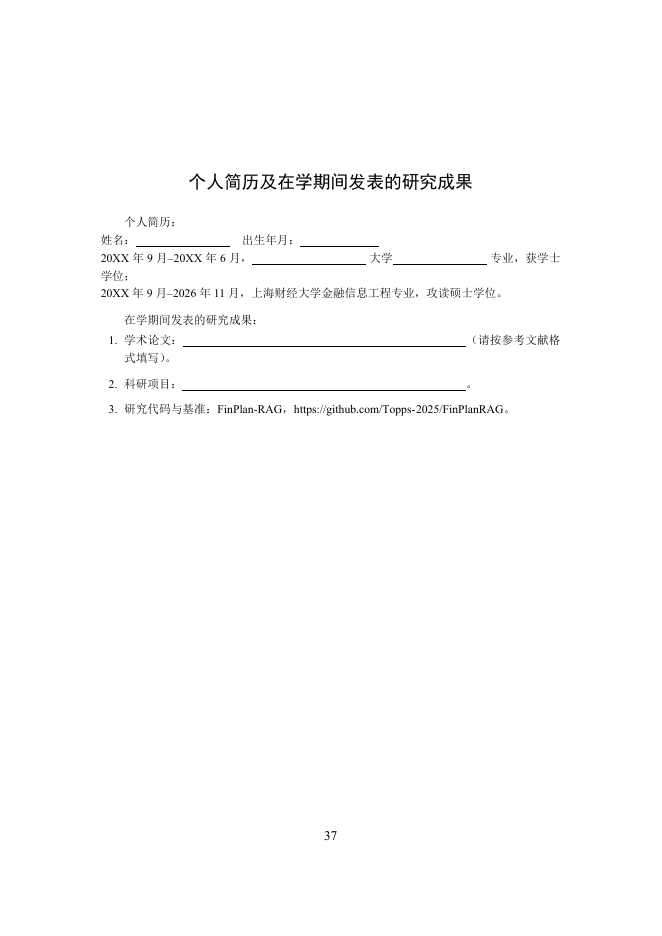 个人简历及在学期间发表的研究成果
个人简历：
姓名： 出生年月：
20XX 年 9 月–20XX 年 6 月， 大学 专业，获学士
学位；
20XX 年 9 月–2026 年 11 月，上海财经大学金融信息工程专业，攻读硕士学位。
在学期间发表的研究成果：
1. 学术论文： （请按参考文献格
式填写）。
2. 科研项目： 。
3. 研究代码与基准：FinPlan-RAG，https://github.com/Topps-2025/FinPlanRAG。
37